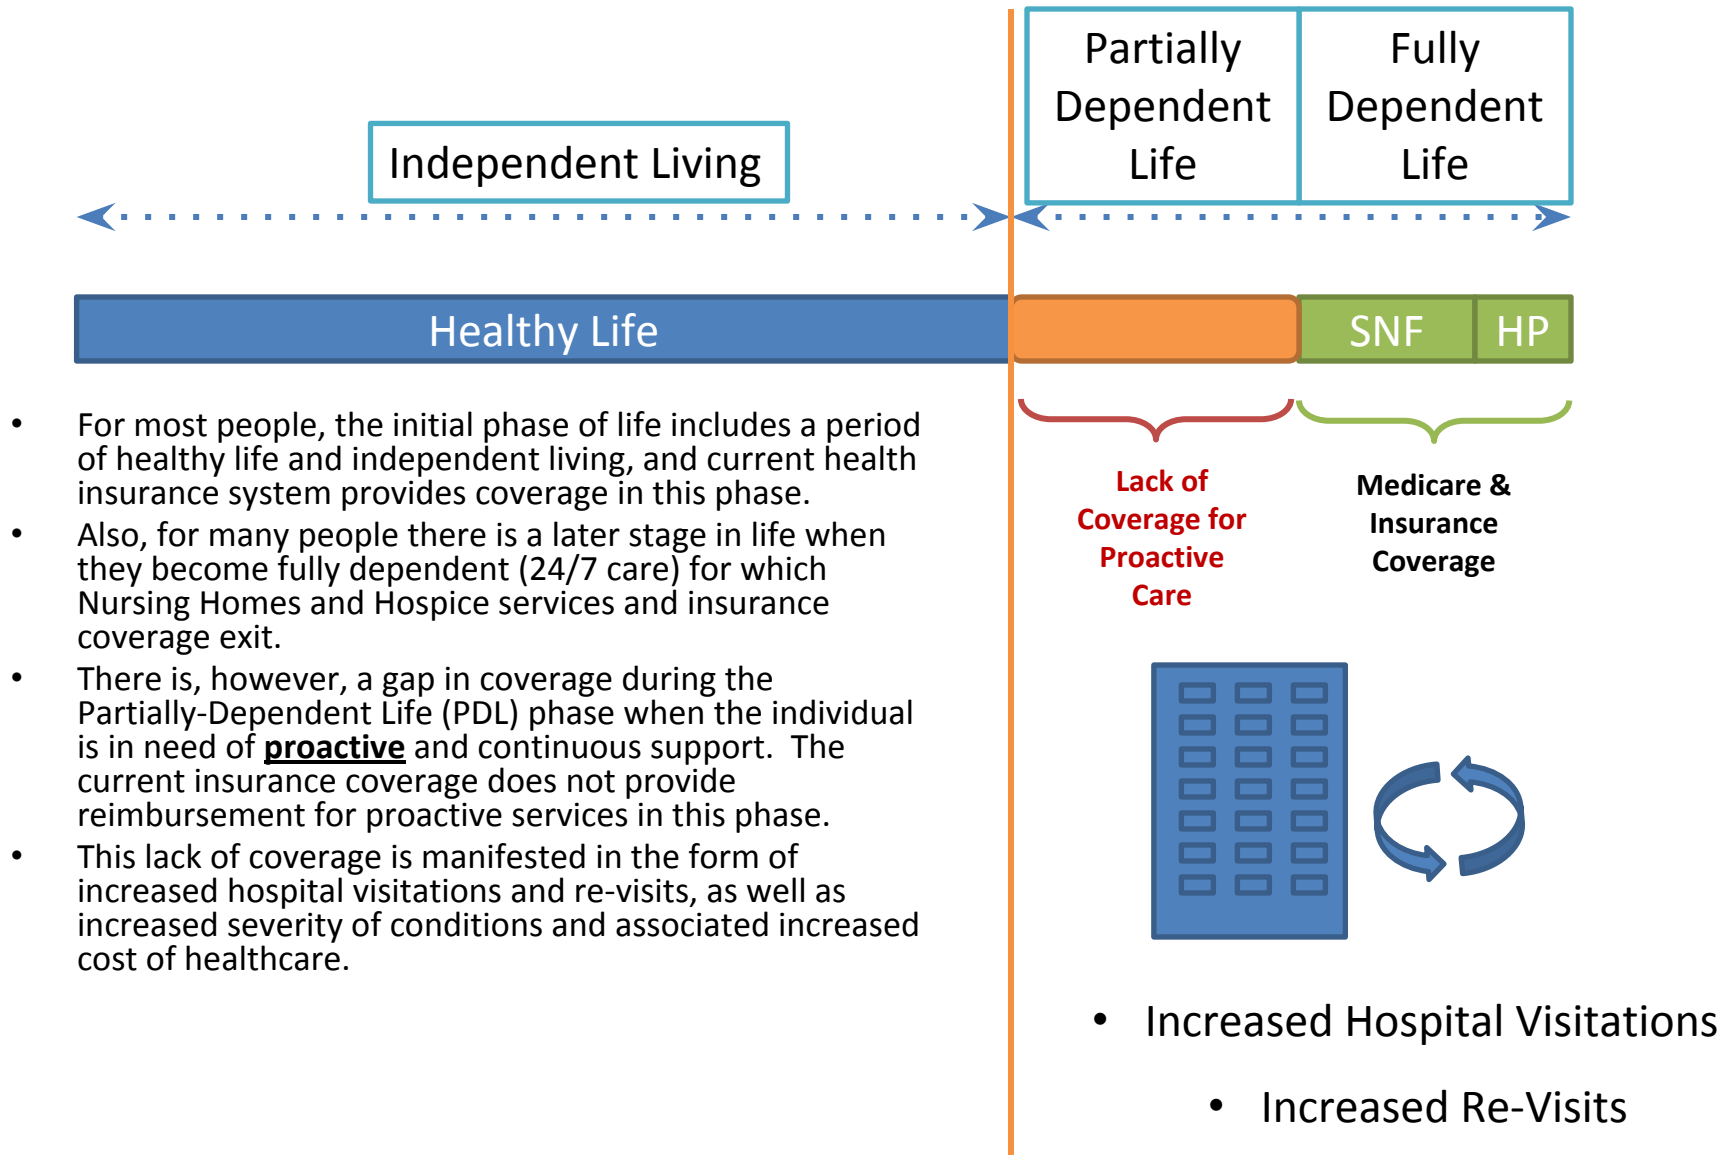 Independent Living
Partially
Dependent
Life
Fully
Dependent
Life
Healthy Life
SNF
HP
• For most people, the initial phase of life includes a period
of healthy life and independent living, and current health
insurance system provides coverage in this phase.
• Also, for many people there is a later stage in life when
they become fully dependent (24/7 care) for which
Nursing Homes and Hospice services and insurance
coverage exit.
• There is, however, a gap in coverage during the
Partially-Dependent Life (PDL) phase when the individual
is in need of proactive and continuous support.  The
current insurance coverage does not provide
reimbursement for proactive services in this phase.
• This lack of coverage is manifested in the form of
increased hospital visitations and re-visits, as well as
increased severity of conditions and associated increased
cost of healthcare.
Lack of
Coverage for
Proactive
Care
Medicare &
Insurance
Coverage
• Increased Hospital Visitations
• Increased Re-Visits